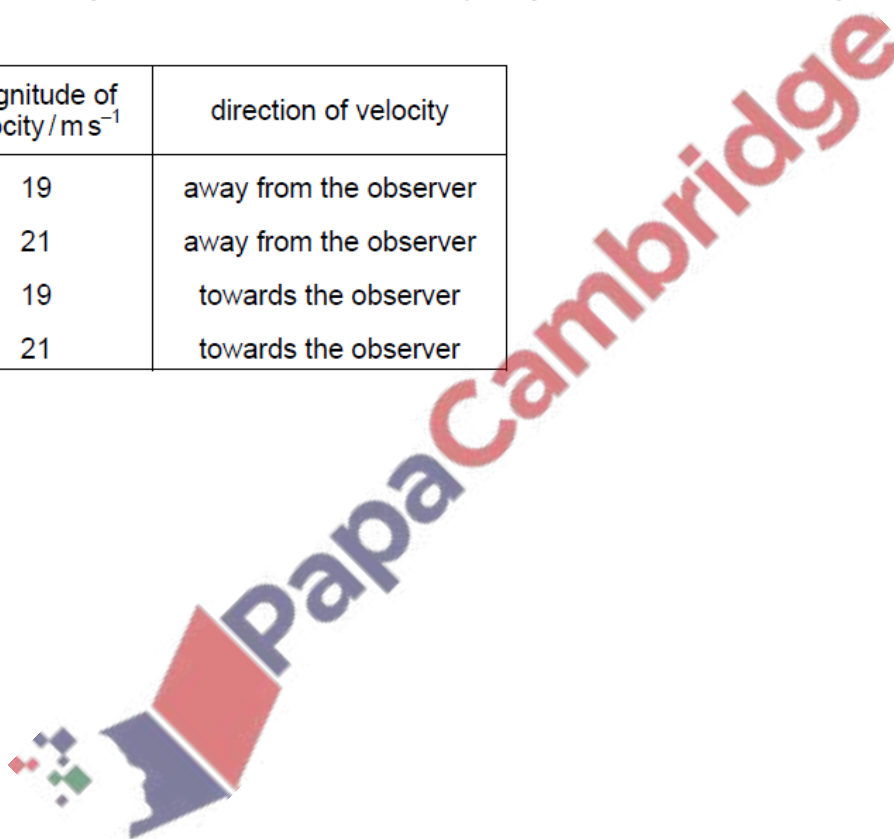 gnitude of
ocity / m s⁻¹ direction of velocity
19 away from the observer
21 away from the observer
19 towards the observer
21 towards the observer
PapaCambridge